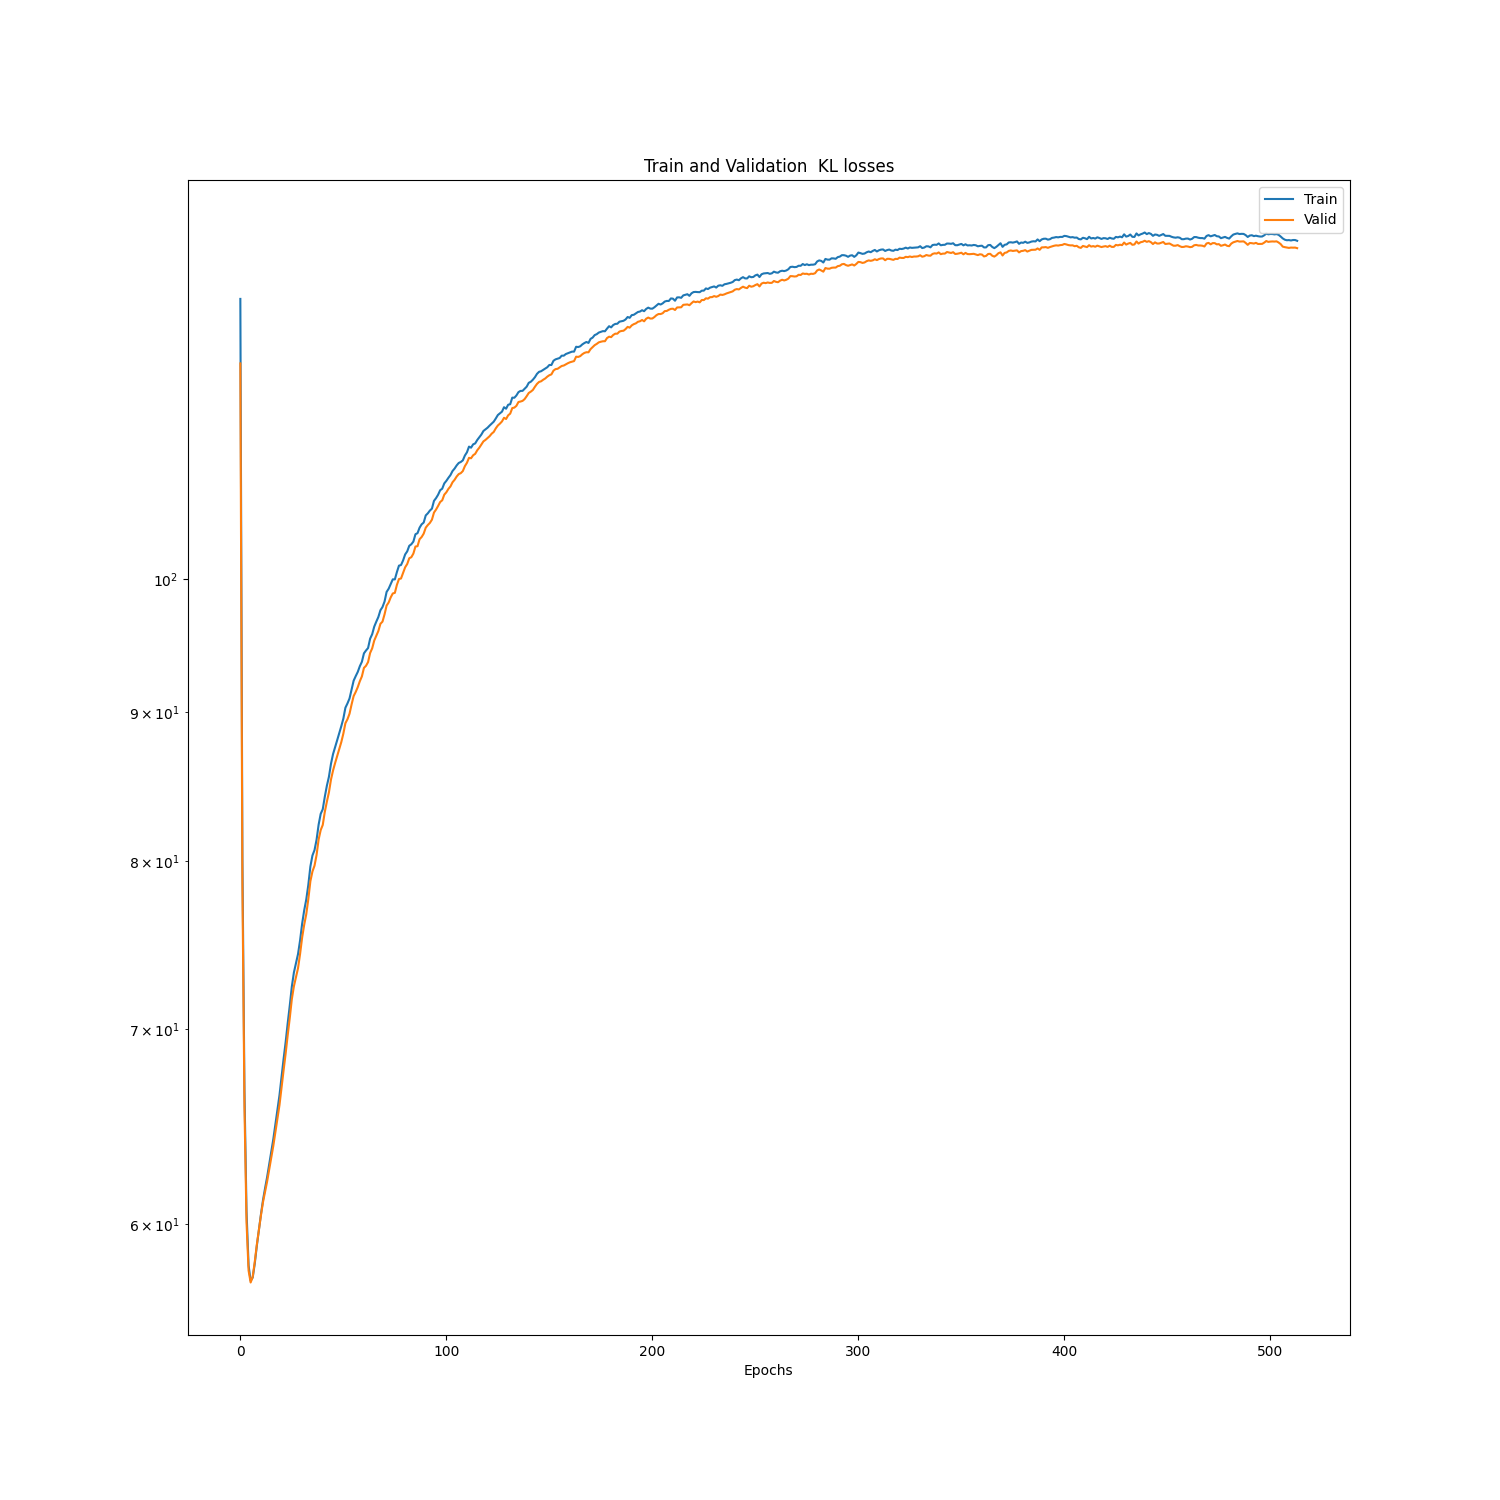 Train and Validation  KL losses
Train
Valid
10²
9 × 10¹
8 × 10¹
7 × 10¹
6 × 10¹
0 100 200 300 400 500
Epochs